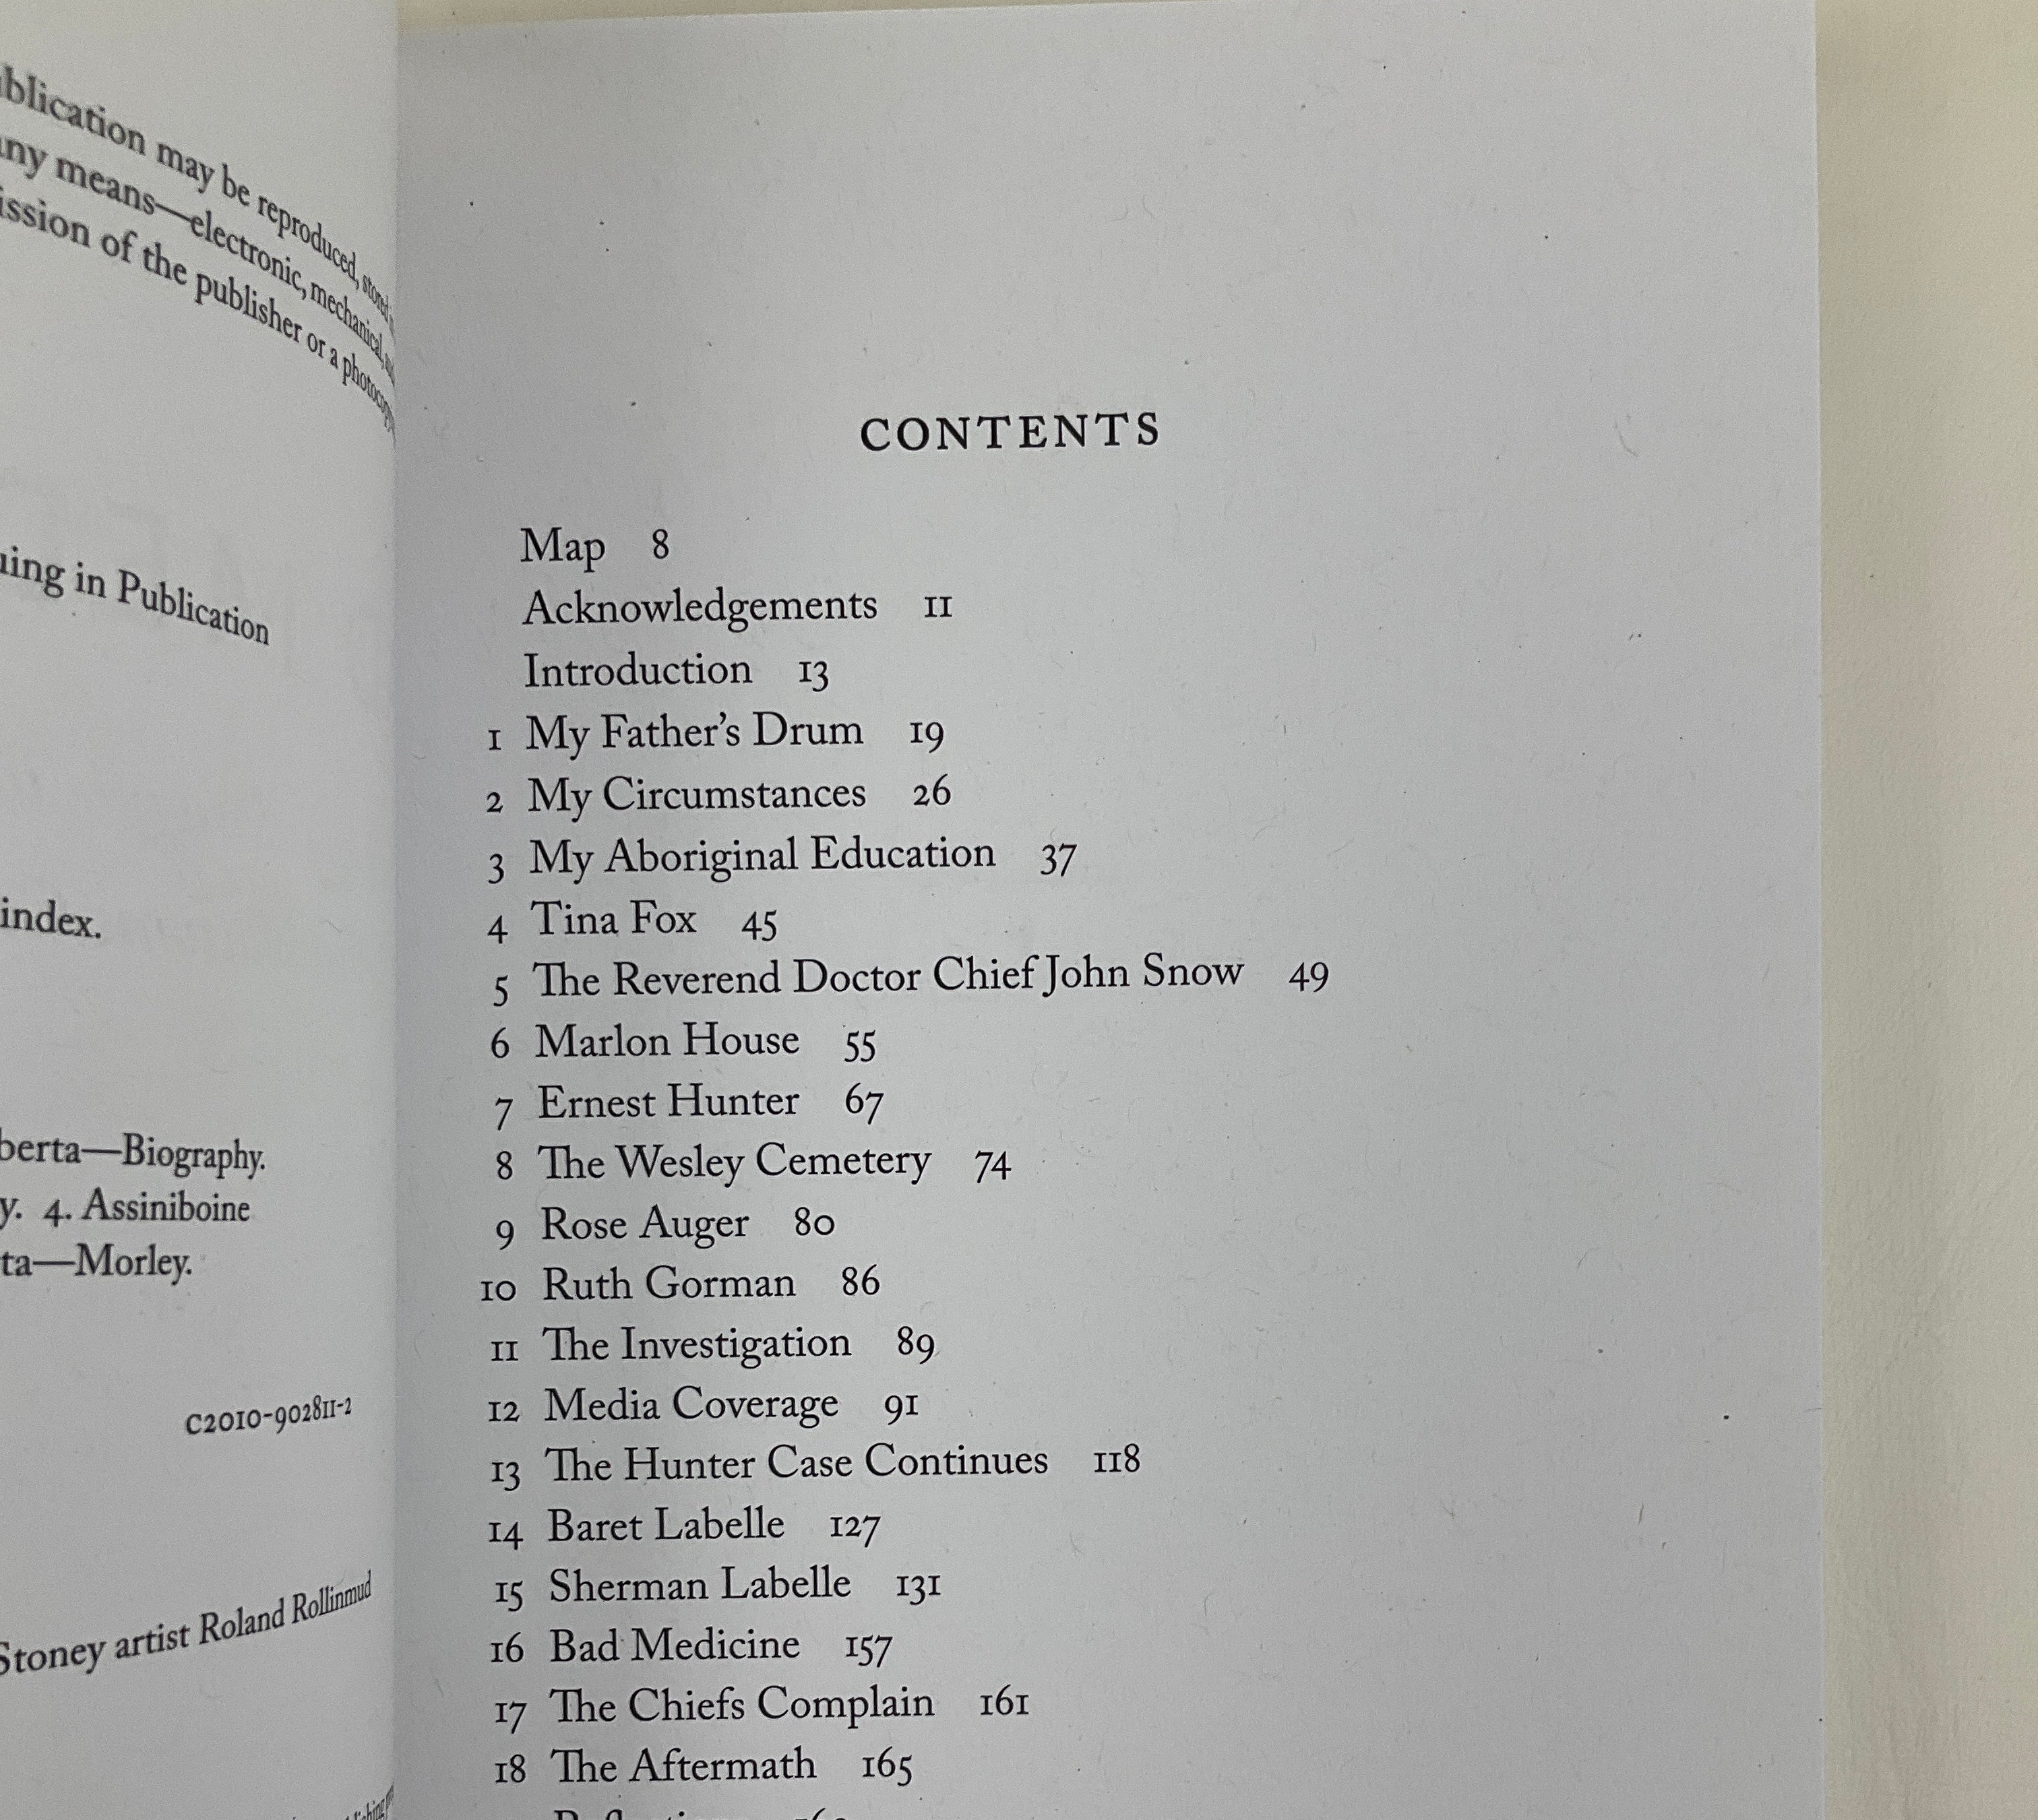 blication may be reproduced, stored
any means—electronic, mechanical,
ission of the publisher or a photocopy
uing in Publication
index.
berta—Biography.
y. 4. Assiniboine
ta—Morley.
C2010-902811-2
Stoney artist Roland Rollinmud
CONTENTS
Map 8
Acknowledgements 11
Introduction 13
1 My Father's Drum 19
2 My Circumstances 26
3 My Aboriginal Education 37
4 Tina Fox 45
5 The Reverend Doctor Chief John Snow 49
6 Marlon House 55
7 Ernest Hunter 67
8 The Wesley Cemetery 74
9 Rose Auger 80
10 Ruth Gorman 86
11 The Investigation 89
12 Media Coverage 91
13 The Hunter Case Continues 118
14 Baret Labelle 127
15 Sherman Labelle 131
16 Bad Medicine 157
17 The Chiefs Complain 161
18 The Aftermath 165